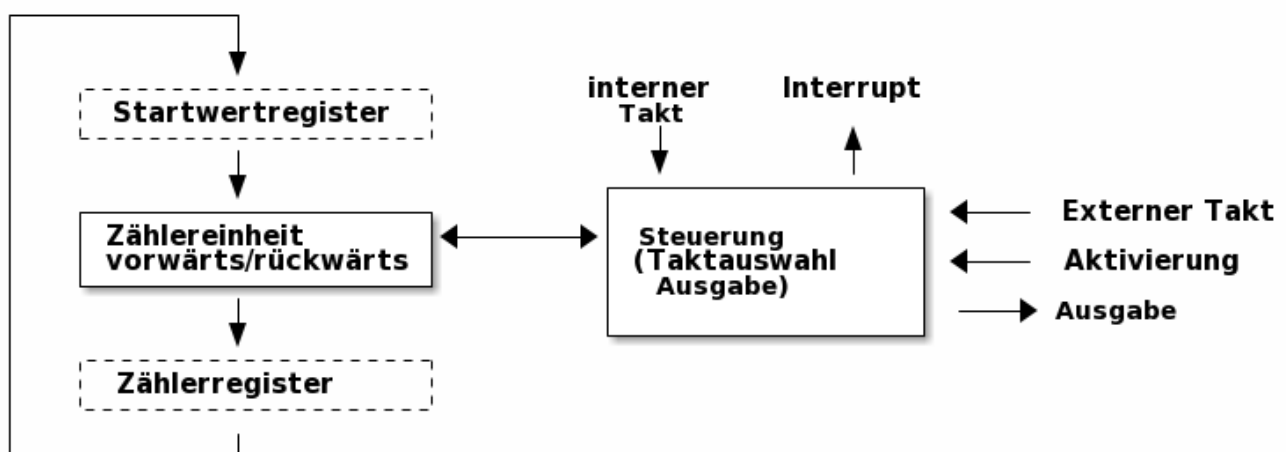 Startwertregister
Zählereinheit
vorwärts/rückwärts
Zählerregister
interner
Takt
Interrupt
Steuerung
(Taktauswahl
Ausgabe)
Externer Takt
Aktivierung
Ausgabe